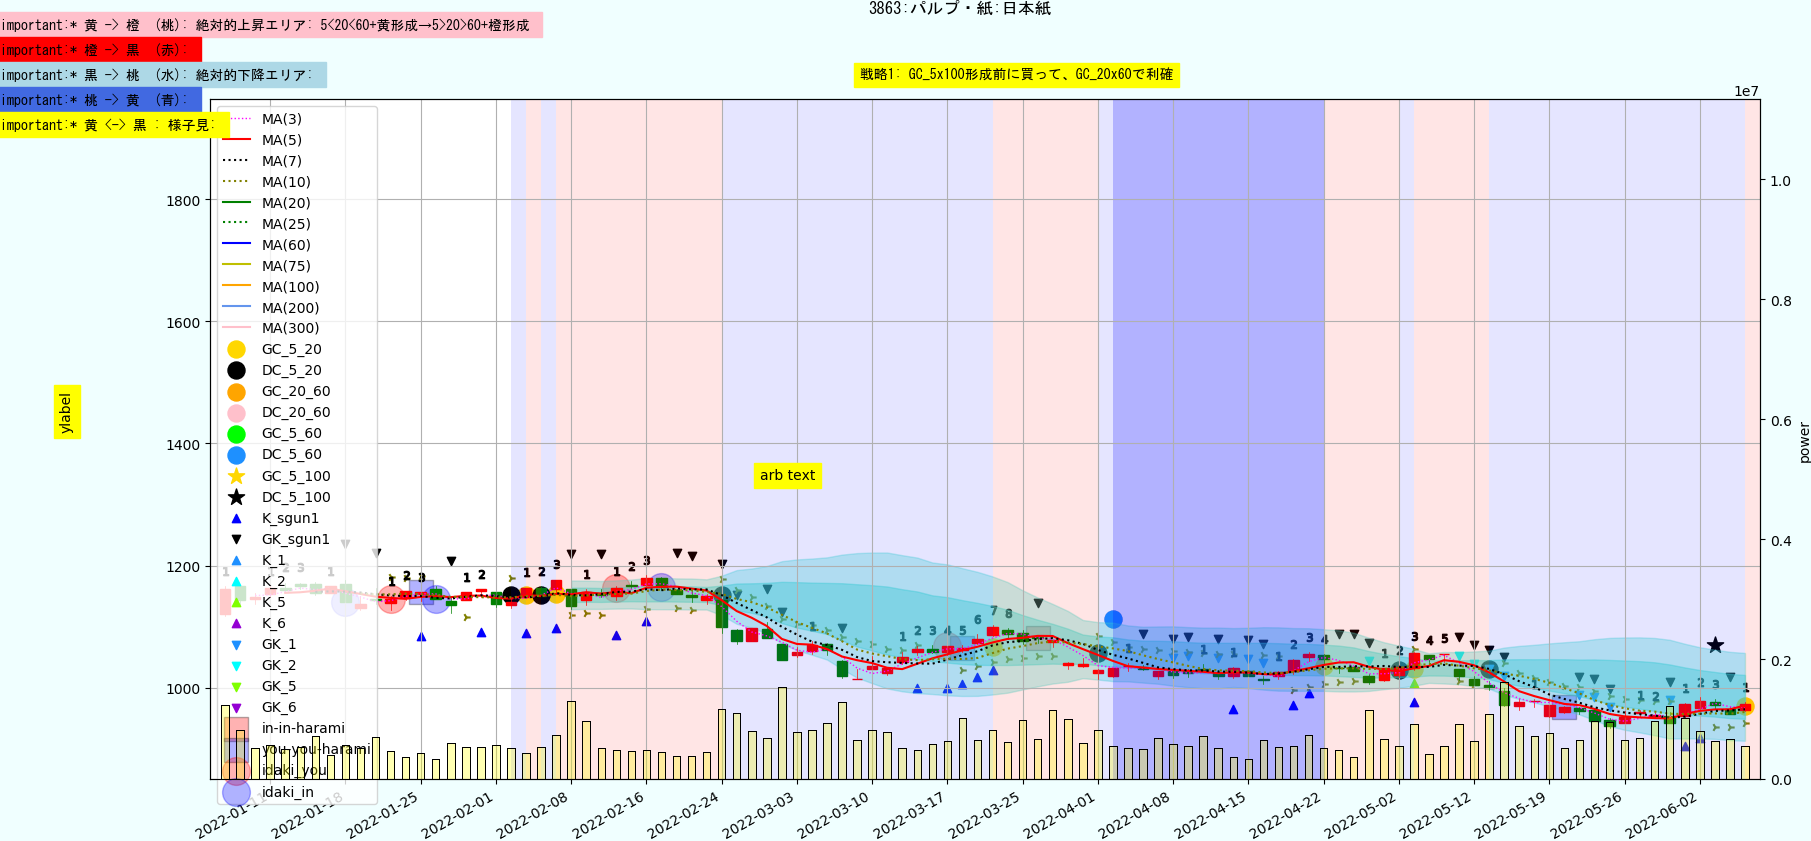 3863:パルプ・紙:日本紙
important:* 黄 -> 橙 （桃）: 絶対的上昇エリア: 5<20<60+黄形成→5>20>60+橙形成
important:* 橙 -> 黒 （赤）:
important:* 黒 -> 桃 （水）: 絶対的下降エリア:
戦略1: GC_5x100形成前に買って、GC_20x60で利確
important:* 桃 -> 黄 （青）:
important:* 黄 <-> 黒 : 様子見:
1e7
MA(3)
MA(5)
MA(7)
MA(10)
MA(20)
MA(25)
MA(60)
MA(75)
MA(100)
MA(200)
MA(300)
GC_5_20
DC_5_20
GC_20_60
DC_20_60
GC_5_60
DC_5_60
GC_5_100
DC_5_100
K_sgun1
GK_sgun1
K_1
K_2
K_5
K_6
GK_1
GK_2
GK_5
GK_6
in-in-harami
you-you-harami
idaki_you
idaki_in
1800
1600
1400
1200
1000
ylabel
arb text
1.0
0.8
0.6
0.4
0.2
0.0
power
2022-01-11
2022-01-18
2022-01-25
2022-02-01
2022-02-08
2022-02-16
2022-02-24
2022-03-03
2022-03-10
2022-03-17
2022-03-25
2022-04-01
2022-04-08
2022-04-15
2022-04-22
2022-05-02
2022-05-12
2022-05-19
2022-05-26
2022-06-02